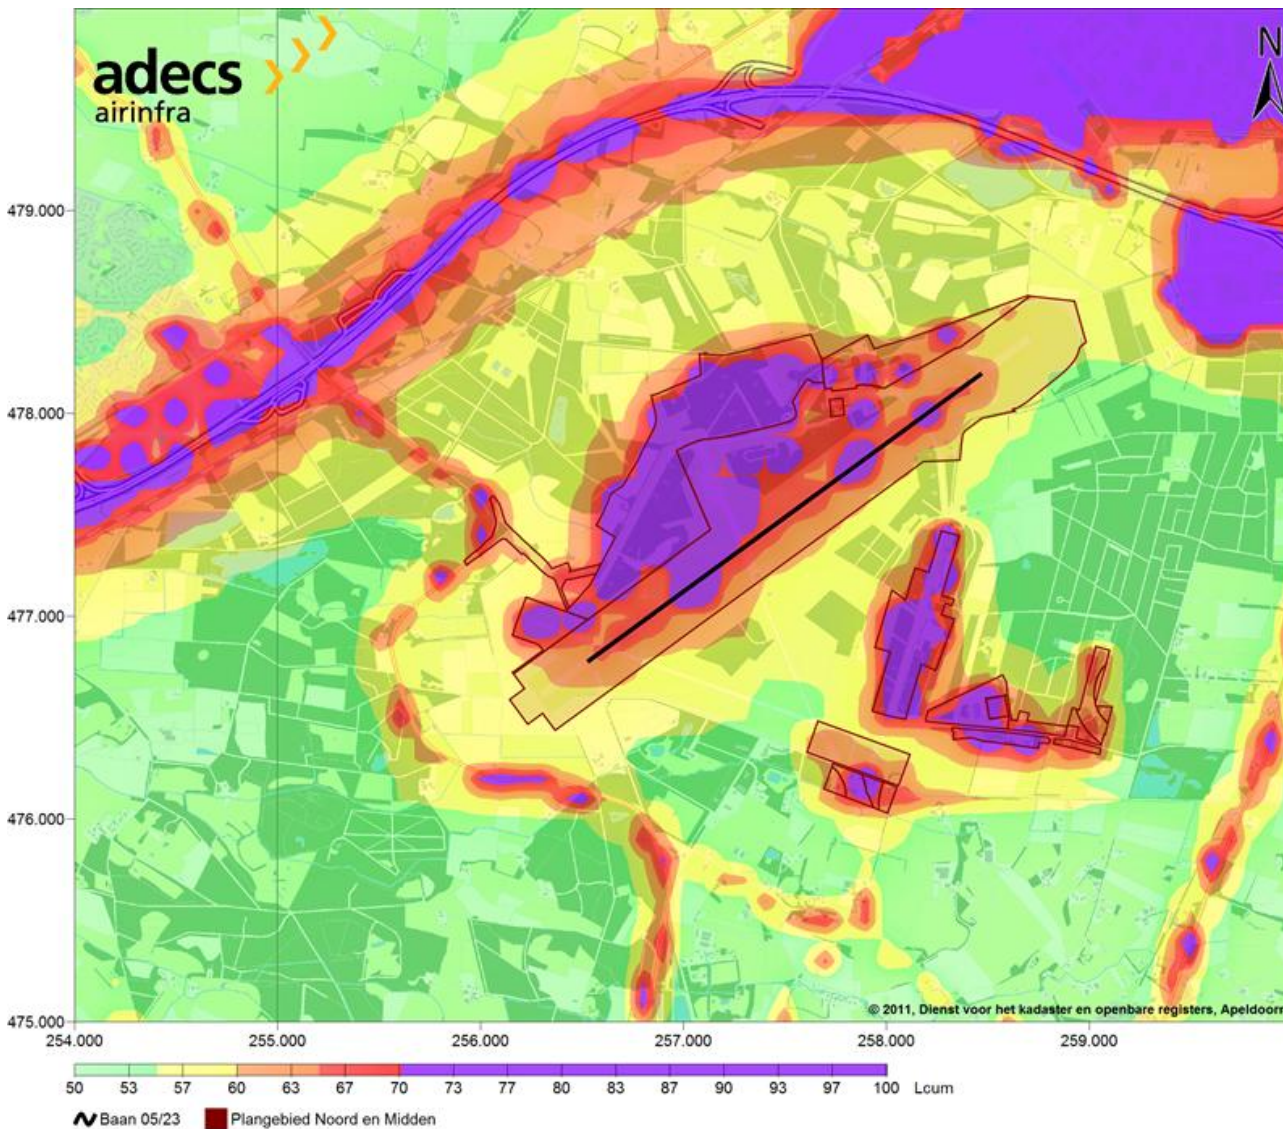 adecs
airinfra
N
479.000
478.000
477.000
476.000
475.000
© 2011, Dienst voor het kadaster en openbare registers, Apeldoorn
254.000 255.000 256.000 257.000 258.000 259.000
50 53 57 60 63 67 70 73 77 80 83 87 90 93 97 100 Lcum
Baan 05/23 Plangebied Noord en Midden